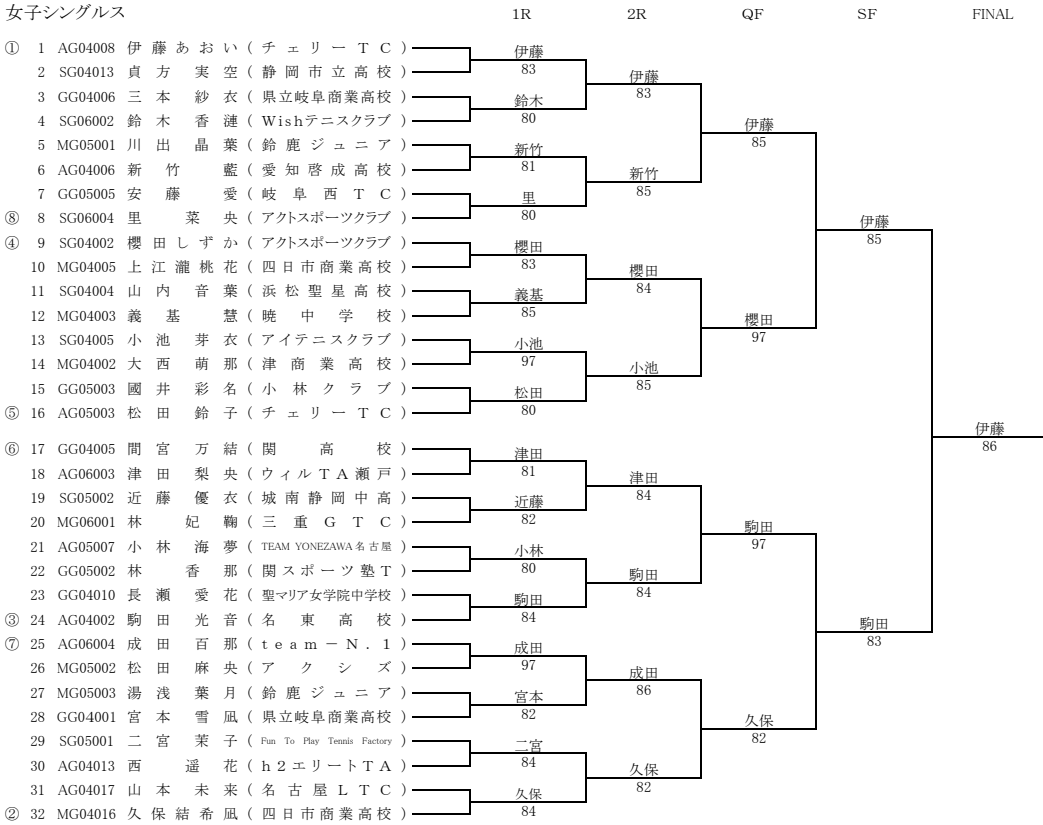 女子シングルス 1R 2R QF SF FINAL
① 1 AG04008 伊藤あおい(チェリーTC)
伊藤
83
2 SG04013 貞方 実空(静岡市立高校)
伊藤
83
3 GG04006 三本 紗衣(県立岐阜商業高校)
鈴木
80
4 SG06002 鈴木 香漣(Wishテニスクラブ)
伊藤
85
5 MG05001 川出 晶葉(鈴鹿ジュニア)
新竹
81
6 AG04006 新竹 藍(愛知啓成高校)
新竹
85
7 GG05005 安藤 愛(岐阜西TC)
里
80
⑧ 8 SG06004 里 菜央(アクトスポーツクラブ)
伊藤
85
④ 9 SG04002 櫻田しずか(アクトスポーツクラブ)
櫻田
83
10 MG04005 上江瀧桃花(四日市商業高校)
櫻田
84
11 SG04004 山内 音葉(浜松聖星高校)
義基
85
12 MG04003 義基 慧(暁中学校)
櫻田
97
13 SG04005 小池 芽衣(アイテニスクラブ)
小池
97
14 MG04002 大西 萌那(津商業高校)
小池
85
15 GG05003 國井 彩名(小林クラブ)
松田
80
⑤ 16 AG05003 松田 鈴子(チェリーTC)
伊藤
86
⑥ 17 GG04005 間宮 万結(関高校)
津田
81
18 AG06003 津田 梨央(ウィルTA瀬戸)
津田
84
19 SG05002 近藤 優衣(城南静岡中高)
近藤
82
20 MG06001 林 妃鞠(三重GTC)
駒田
97
21 AG05007 小林 海夢(TEAM YONEZAWA名古屋)
小林
80
22 GG05002 林 香那(関スポーツ塾T)
駒田
84
23 GG04010 長瀬 愛花(聖マリア女学院中学校)
駒田
84
③ 24 AG04002 駒田 光音(名東高校)
駒田
83
⑦ 25 AG06004 成田 百那(team-N.1)
成田
97
26 MG05002 松田 麻央(アクシズ)
成田
86
27 MG05003 湯浅 葉月(鈴鹿ジュニア)
宮本
82
28 GG04001 宮本 雪凪(県立岐阜商業高校)
久保
82
29 SG05001 二宮 茉子(Fun To Play Tennis Factory)
二宮
84
30 AG04013 西 遥花(h2エリートTA)
久保
82
31 AG04017 山本 未来(名古屋LTC)
久保
84
② 32 MG04016 久保結希凪(四日市商業高校)